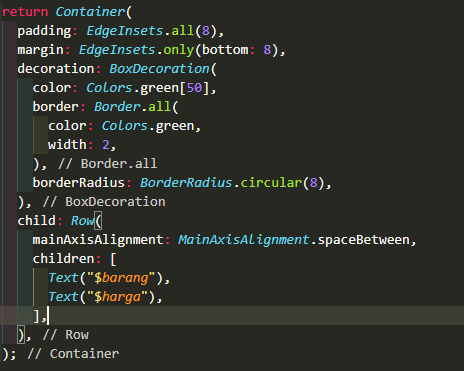 return Container(
padding: EdgeInsets.all(8),
margin: EdgeInsets.only(bottom: 8),
decoration: BoxDecoration(
color: Colors.green[50],
border: Border.all(
color: Colors.green,
width: 2,
), // Border.all
borderRadius: BorderRadius.circular(8),
), // BoxDecoration
child: Row(
mainAxisAlignment: MainAxisAlignment.spaceBetween,
children: [
Text("$barang"),
Text("$harga"),
],
), // Row
); // Container